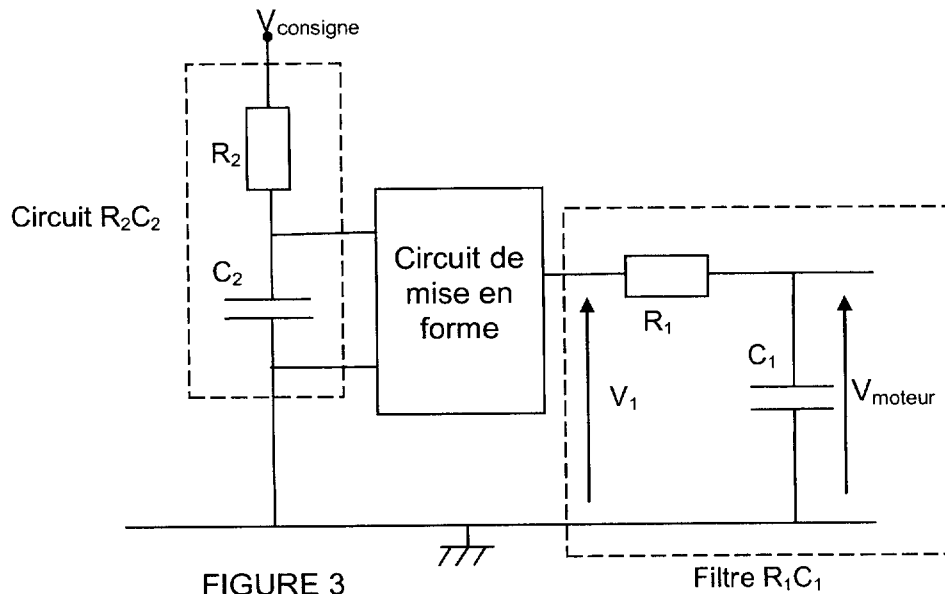 Vconsigne
R2
Circuit R2C2
C2
Circuit de
mise en
forme
R1
C1
V1
Vmoteur
FIGURE 3
Filtre R1C1